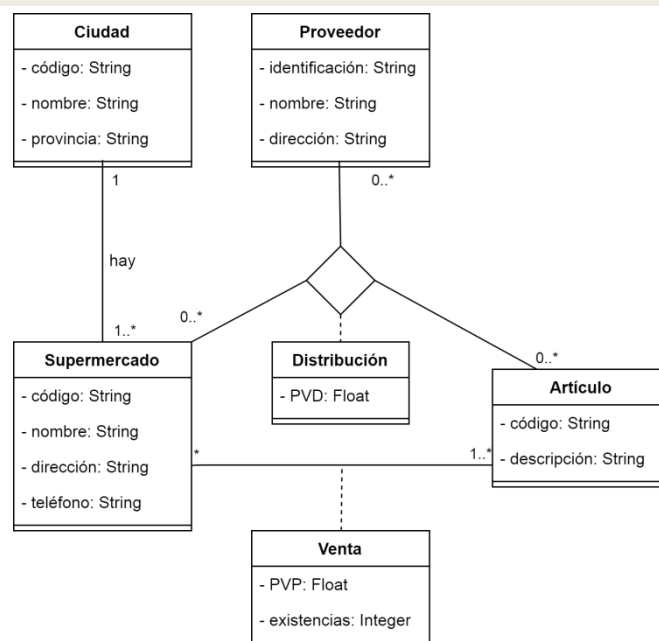 Ciudad
- código: String
- nombre: String
- provincia: String
Proveedor
- identificación: String
- nombre: String
- dirección: String
1
0..*
hay
1..*
0..*
0..*
Supermercado
- código: String
- nombre: String
- dirección: String
- teléfono: String
Distribución
- PVD: Float
Artículo
- código: String
- descripción: String
*
1..*
Venta
- PVP: Float
- existencias: Integer